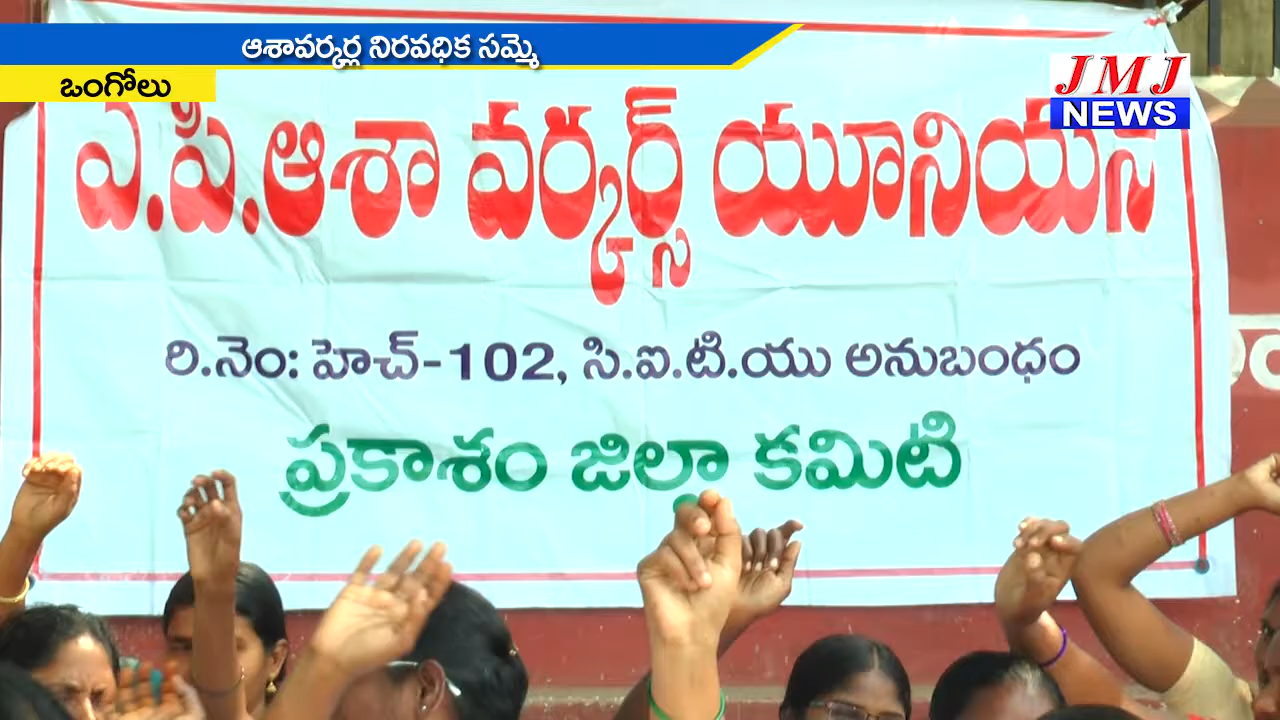 ఆశావర్కర్ల నిరవధిక సమ్మె
ఒంగోలు
JMJ
NEWS
ఎ.పి.ఆశా వర్కర్స్ యూనియన్
రి.నెం: హెచ్-102, సి.ఐ.టి.యు అనుబంధం
ప్రకాశం జిల్లా కమిటి